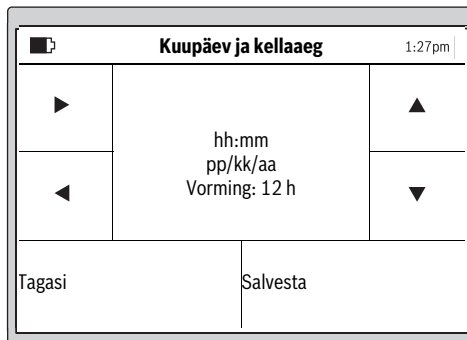 Kuupäev ja kellaaeg 1:27pm
hh:mm
pp/kk/aa
Vorming: 12 h
Tagasi Salvesta